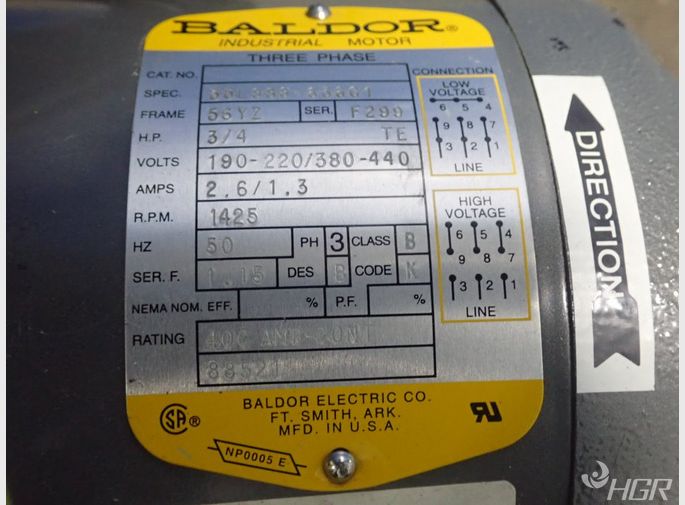 BALDOR®
INDUSTRIAL MOTOR
THREE PHASE
CAT. NO.
SPEC.
FRAME 56YZ SER. F299
H.P. 3/4 TE
VOLTS 190-220/380-440
AMPS 2.6/1.3
R.P.M. 1425
HZ 50 PH 3 CLASS B
SER. F. 1.15 DES B CODE K
NEMA NOM. EFF. % P.F. %
RATING 40C AMB-CONT
CONNECTION
LOW
VOLTAGE
6 5 4
9 8 7
3 2 1
LINE
HIGH
VOLTAGE
6 5 4
9 8 7
3 2 1
LINE
BALDOR ELECTRIC CO.
FT. SMITH, ARK.
MFD. IN U.S.A.
SA®
NP0005 E
DIRECTION
HGR